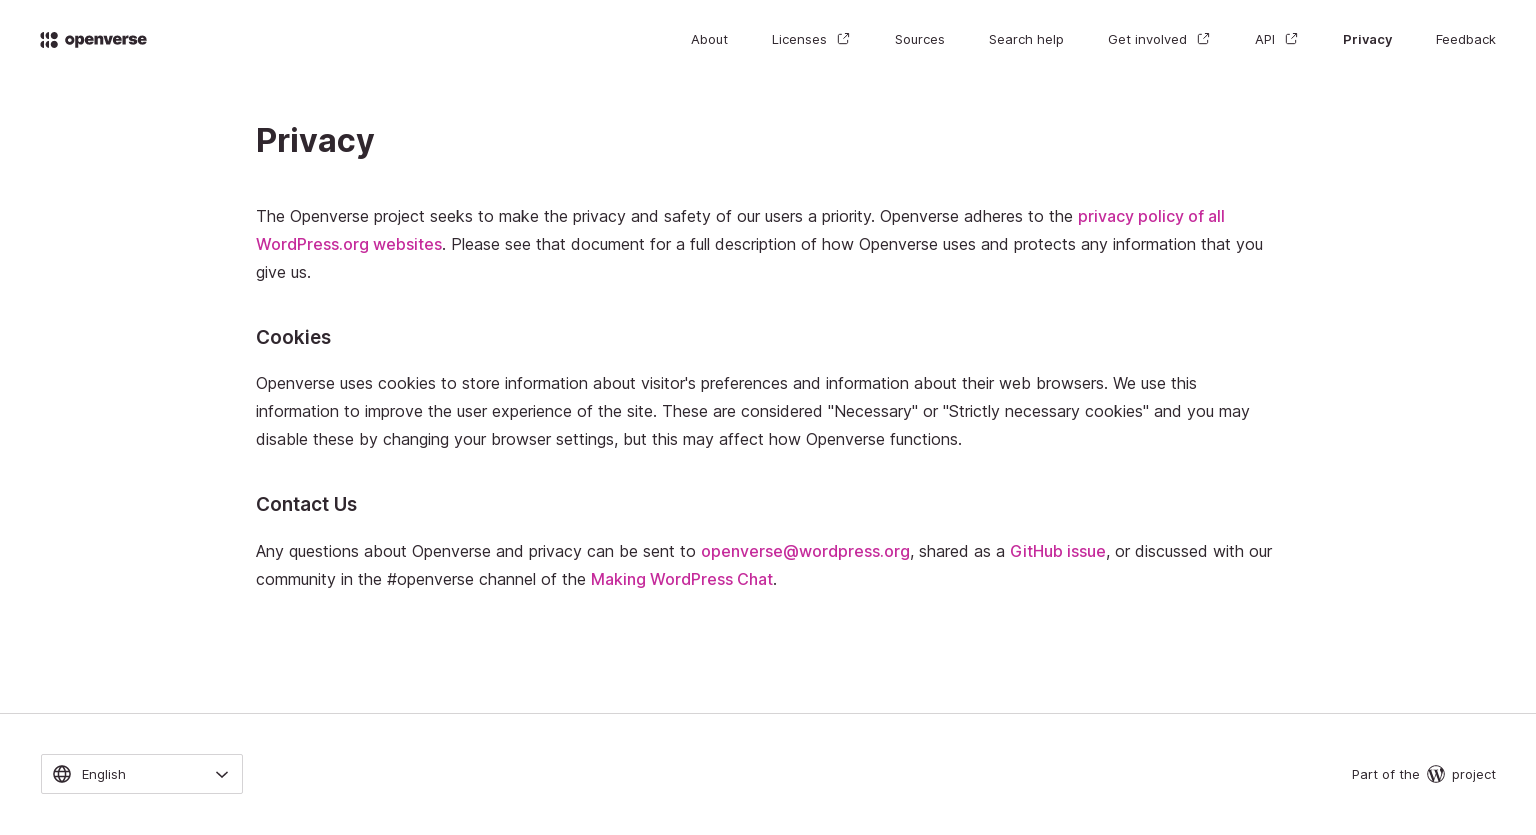 openverse
About Licenses Sources Search help Get involved API Privacy Feedback
Privacy
The Openverse project seeks to make the privacy and safety of our users a priority. Openverse adheres to the privacy policy of all
WordPress.org websites. Please see that document for a full description of how Openverse uses and protects any information that you
give us.
Cookies
Openverse uses cookies to store information about visitor's preferences and information about their web browsers. We use this
information to improve the user experience of the site. These are considered "Necessary" or "Strictly necessary cookies" and you may
disable these by changing your browser settings, but this may affect how Openverse functions.
Contact Us
Any questions about Openverse and privacy can be sent to openverse@wordpress.org, shared as a GitHub issue, or discussed with our
community in the #openverse channel of the Making WordPress Chat.
English
Part of the project